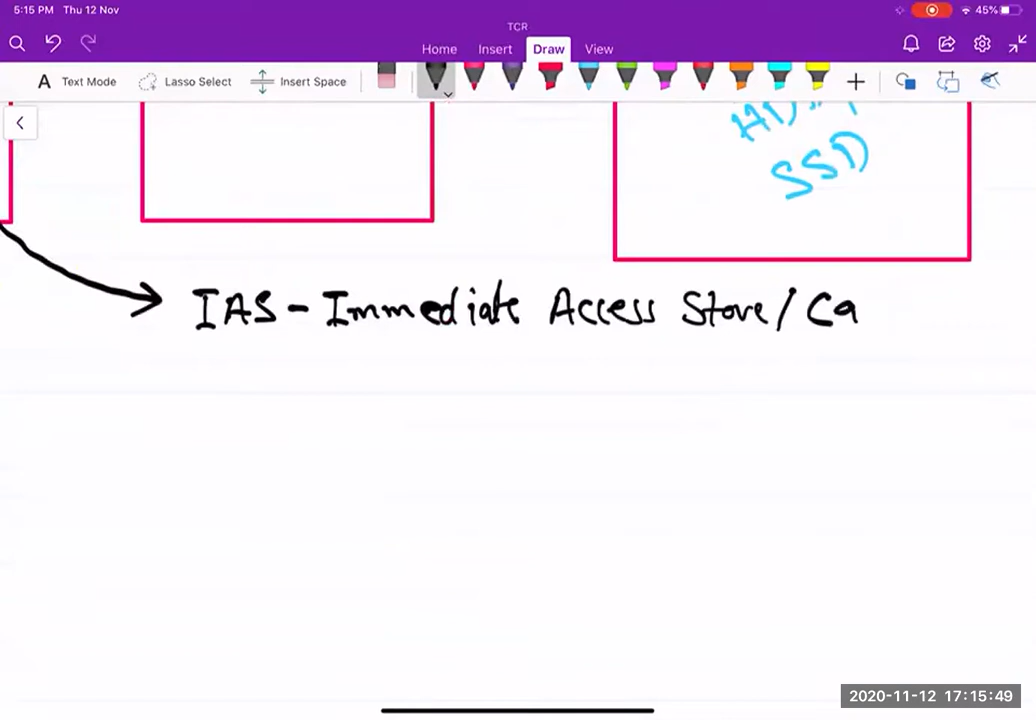 5:15 PM Thu 12 Nov
45%
TCR
Home Insert Draw View
A Text Mode Lasso Select Insert Space
SSD
IAS - Immediate Access Store / Ca
2020-11-12 17:15:49